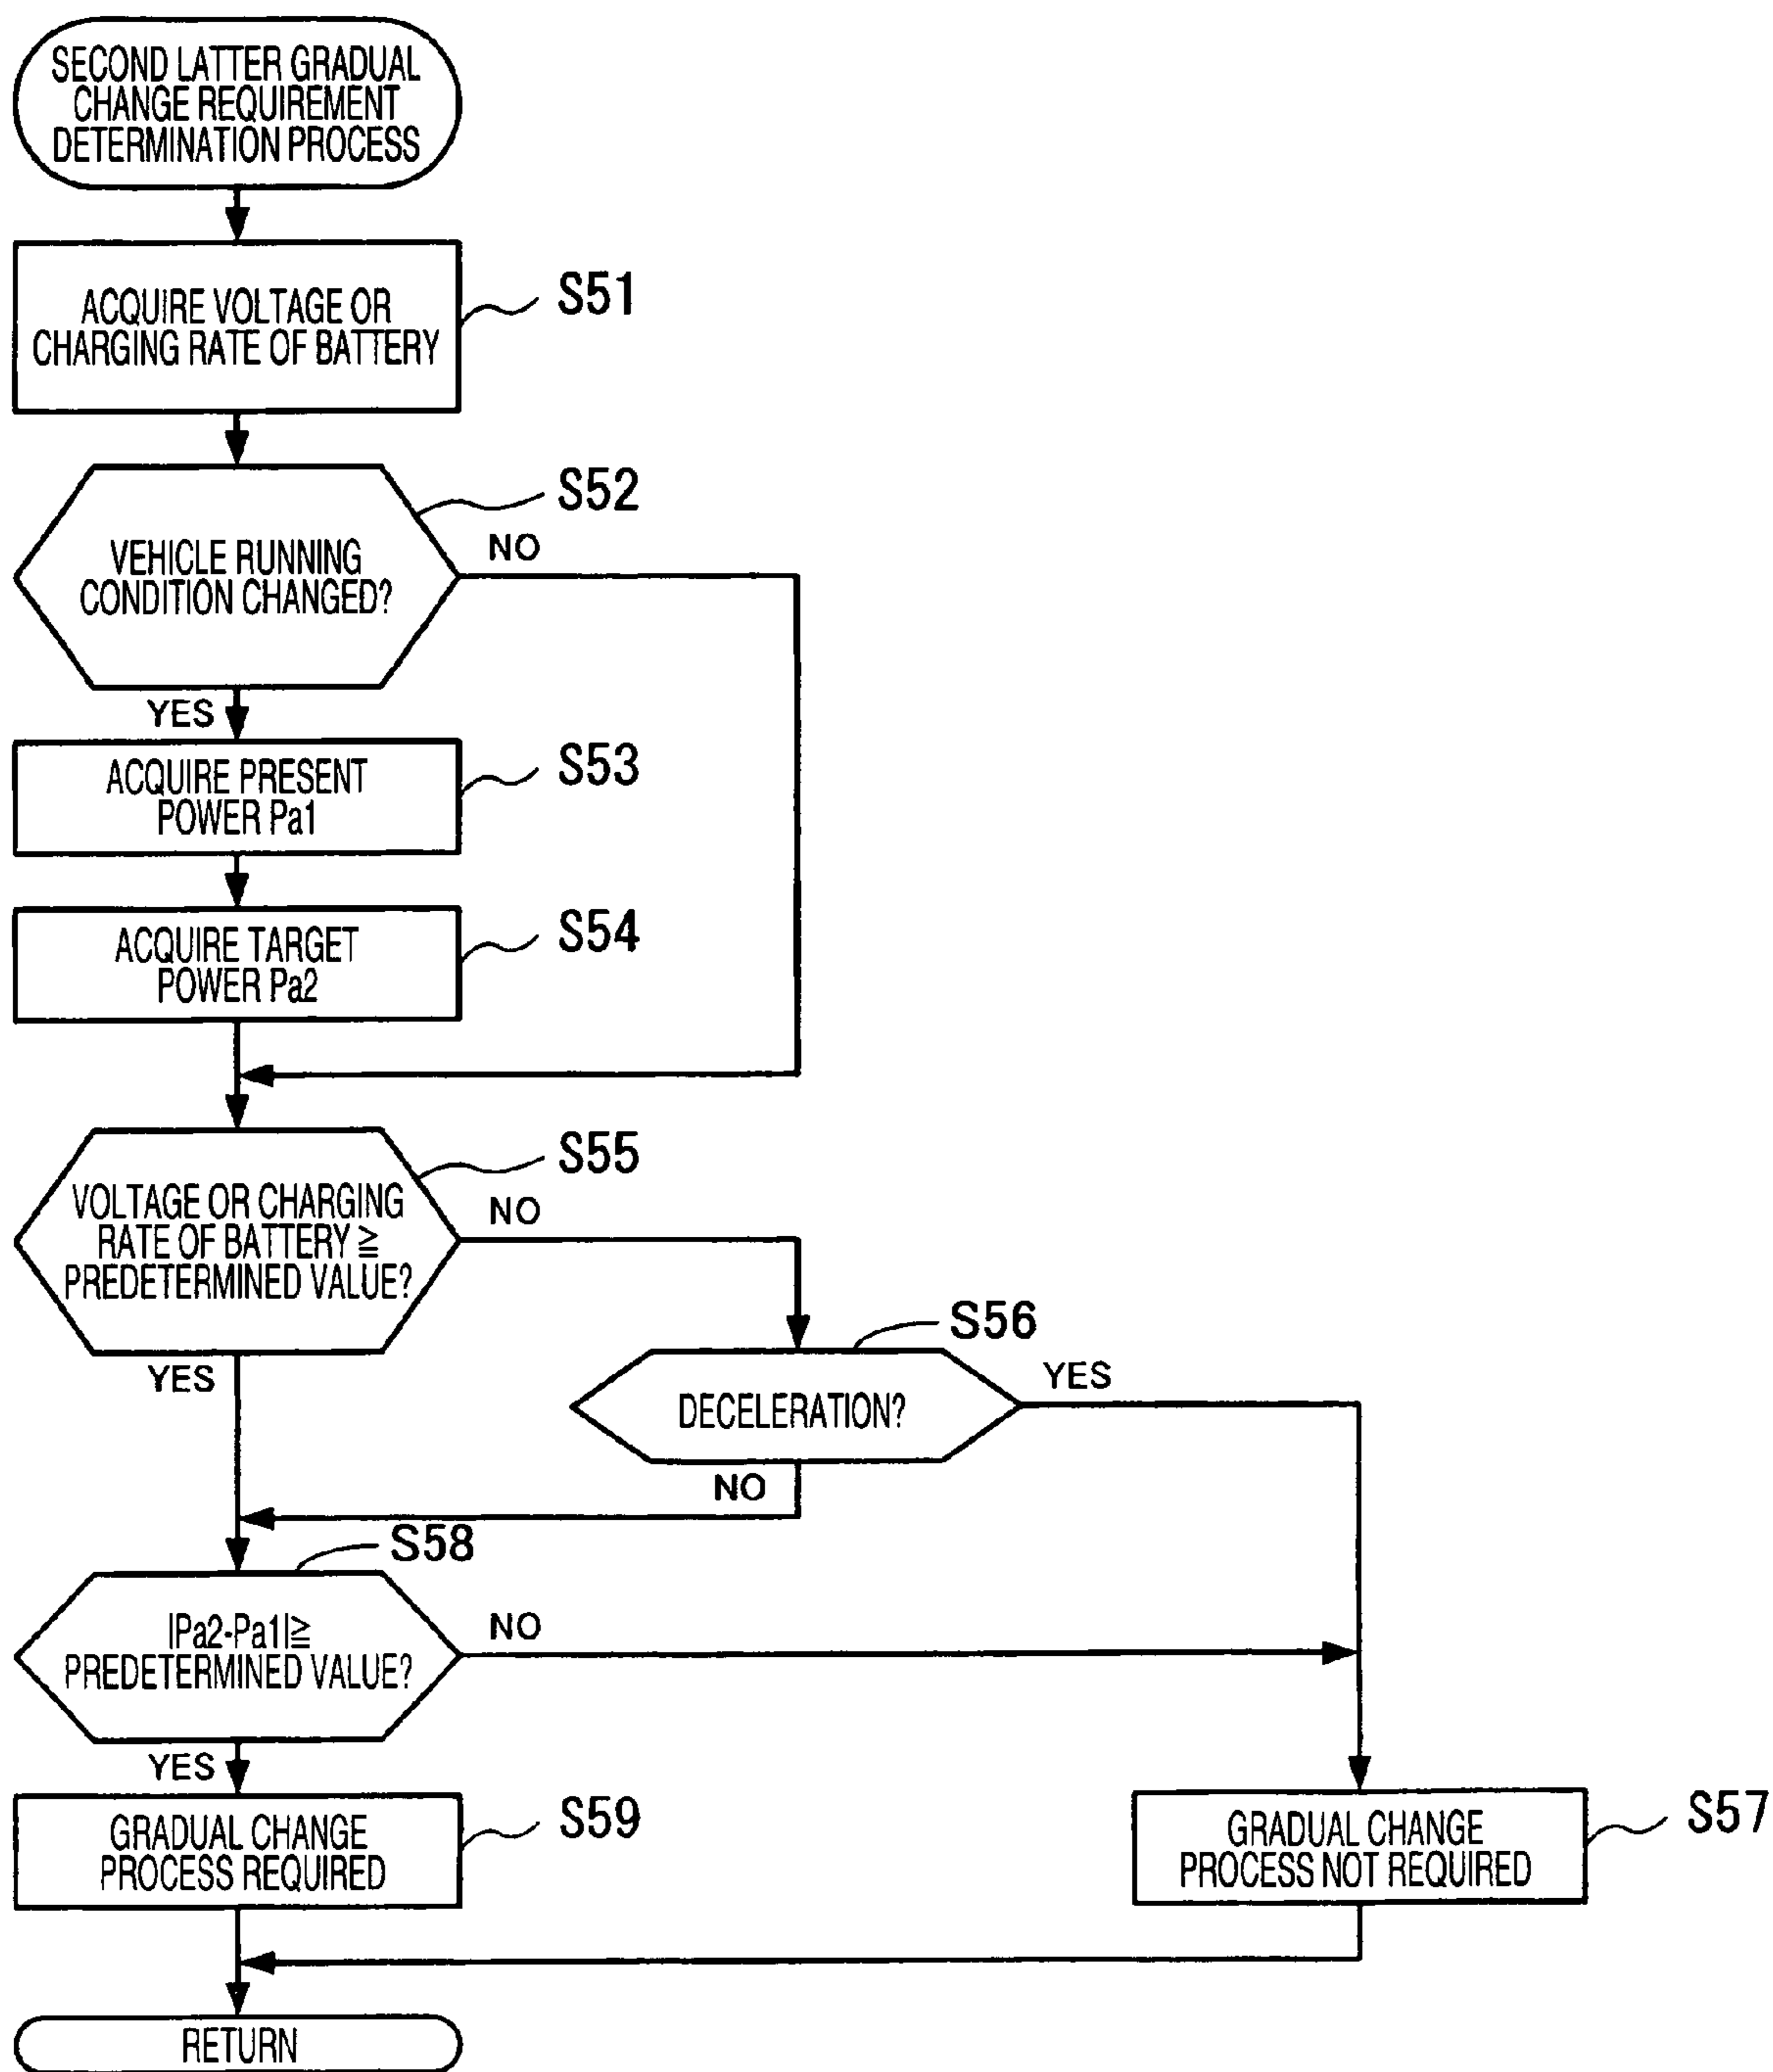 SECOND LATTER GRADUAL
CHANGE REQUIREMENT
DETERMINATION PROCESS
ACQUIRE VOLTAGE OR
CHARGING RATE OF BATTERY
S51
S52
VEHICLE RUNNING
CONDITION CHANGED?
NO
YES
ACQUIRE PRESENT
POWER Pa1
S53
ACQUIRE TARGET
POWER Pa2
S54
S55
VOLTAGE OR CHARGING
RATE OF BATTERY ≧
PREDETERMINED VALUE?
NO
YES
S56
DECELERATION?
YES
NO
S58
|Pa2-Pa1|≧
PREDETERMINED VALUE?
NO
YES
GRADUAL CHANGE
PROCESS REQUIRED
S59
GRADUAL CHANGE
PROCESS NOT REQUIRED
S57
RETURN